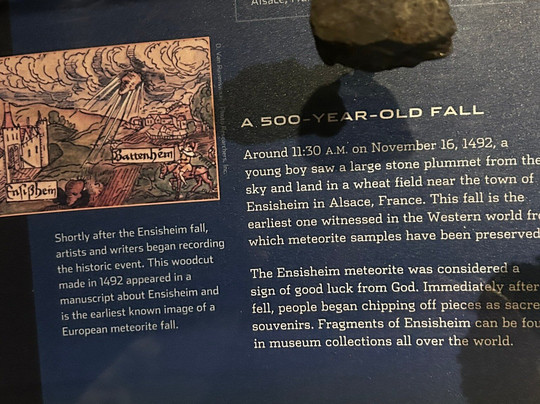 Alsace,
A 500-YEAR-OLD FALL
Around 11:30 A.M. on November 16, 1492, a
young boy saw a large stone plummet from the
sky and land in a wheat field near the town of
Ensisheim in Alsace, France. This fall is the
earliest one witnessed in the Western world fro
which meteorite samples have been preserved
The Ensisheim meteorite was considered a
sign of good luck from God. Immediately after
fell, people began chipping off pieces as sacre
souvenirs. Fragments of Ensisheim can be fou
in museum collections all over the world.
Battenheim
Ensißheim
Shortly after the Ensisheim fall,
artists and writers began recording
the historic event. This woodcut
made in 1492 appeared in a
manuscript about Ensisheim and
is the earliest known image of a
European meteorite fall.